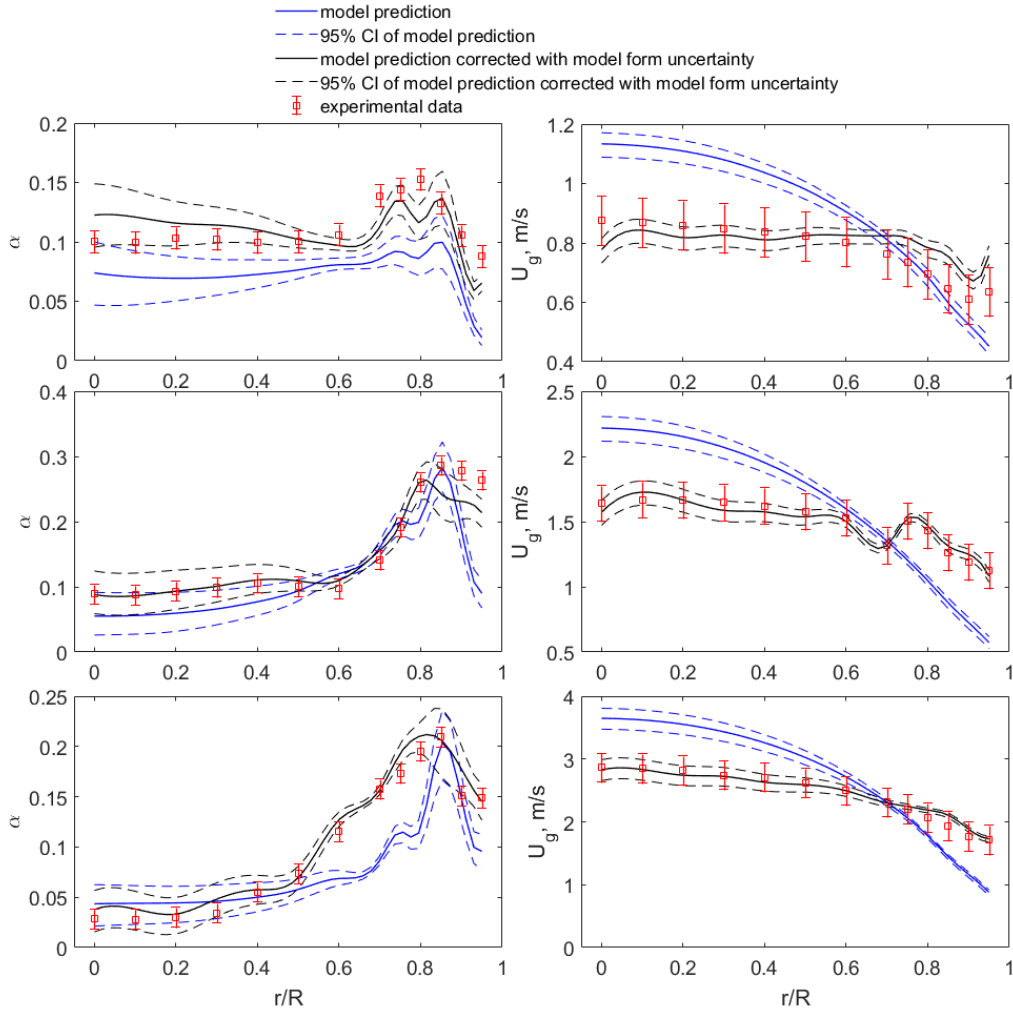 model prediction
95% CI of model prediction
model prediction corrected with model form uncertainty
95% CI of model prediction corrected with model form uncertainty
experimental data
0.2
0.15
0.1
0.05
0
α
0 0.2 0.4 0.6 0.8 1
1.2
1
0.8
0.6
0.4
U_g, m/s
0 0.2 0.4 0.6 0.8 1
0.4
0.3
0.2
0.1
0
α
0 0.2 0.4 0.6 0.8 1
2.5
2
1.5
1
0.5
U_g, m/s
0 0.2 0.4 0.6 0.8 1
0.25
0.2
0.15
0.1
0.05
0
α
0 0.2 0.4 0.6 0.8 1
r/R
4
3
2
1
0
U_g, m/s
0 0.2 0.4 0.6 0.8 1
r/R